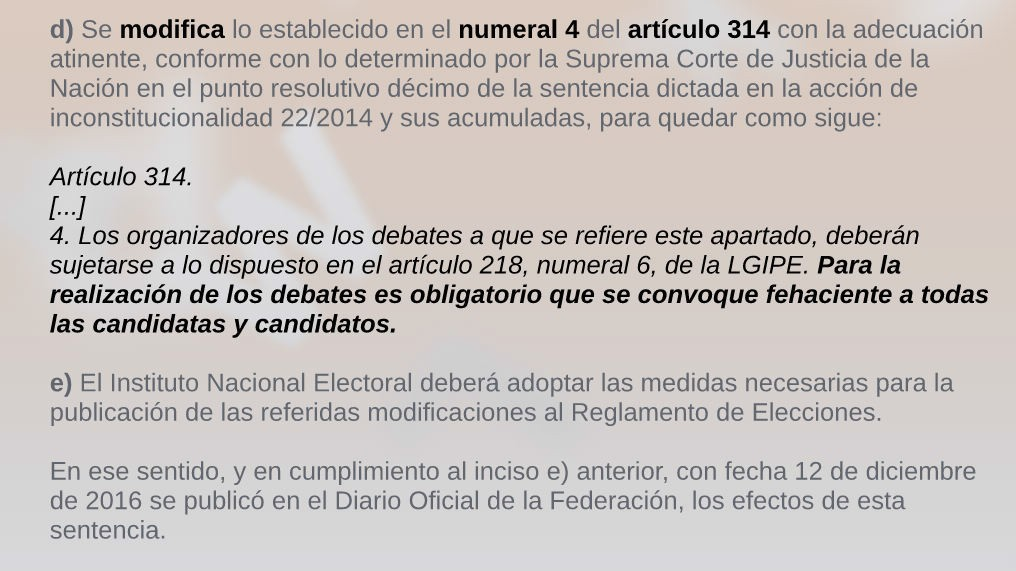 d) Se modifica lo establecido en el numeral 4 del artículo 314 con la adecuación
atinente, conforme con lo determinado por la Suprema Corte de Justicia de la
Nación en el punto resolutivo décimo de la sentencia dictada en la acción de
inconstitucionalidad 22/2014 y sus acumuladas, para quedar como sigue:
Artículo 314.
[...]
4. Los organizadores de los debates a que se refiere este apartado, deberán
sujetarse a lo dispuesto en el artículo 218, numeral 6, de la LGIPE. Para la
realización de los debates es obligatorio que se convoque fehaciente a todas
las candidatas y candidatos.
e) El Instituto Nacional Electoral deberá adoptar las medidas necesarias para la
publicación de las referidas modificaciones al Reglamento de Elecciones.
En ese sentido, y en cumplimiento al inciso e) anterior, con fecha 12 de diciembre
de 2016 se publicó en el Diario Oficial de la Federación, los efectos de esta
sentencia.